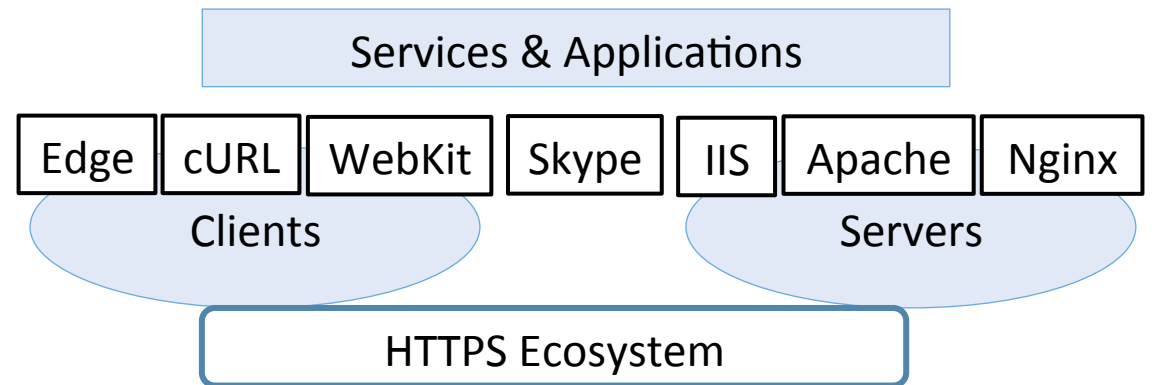 Services & Applications
Edge cURL WebKit Skype IIS Apache Nginx
Clients Servers
HTTPS Ecosystem